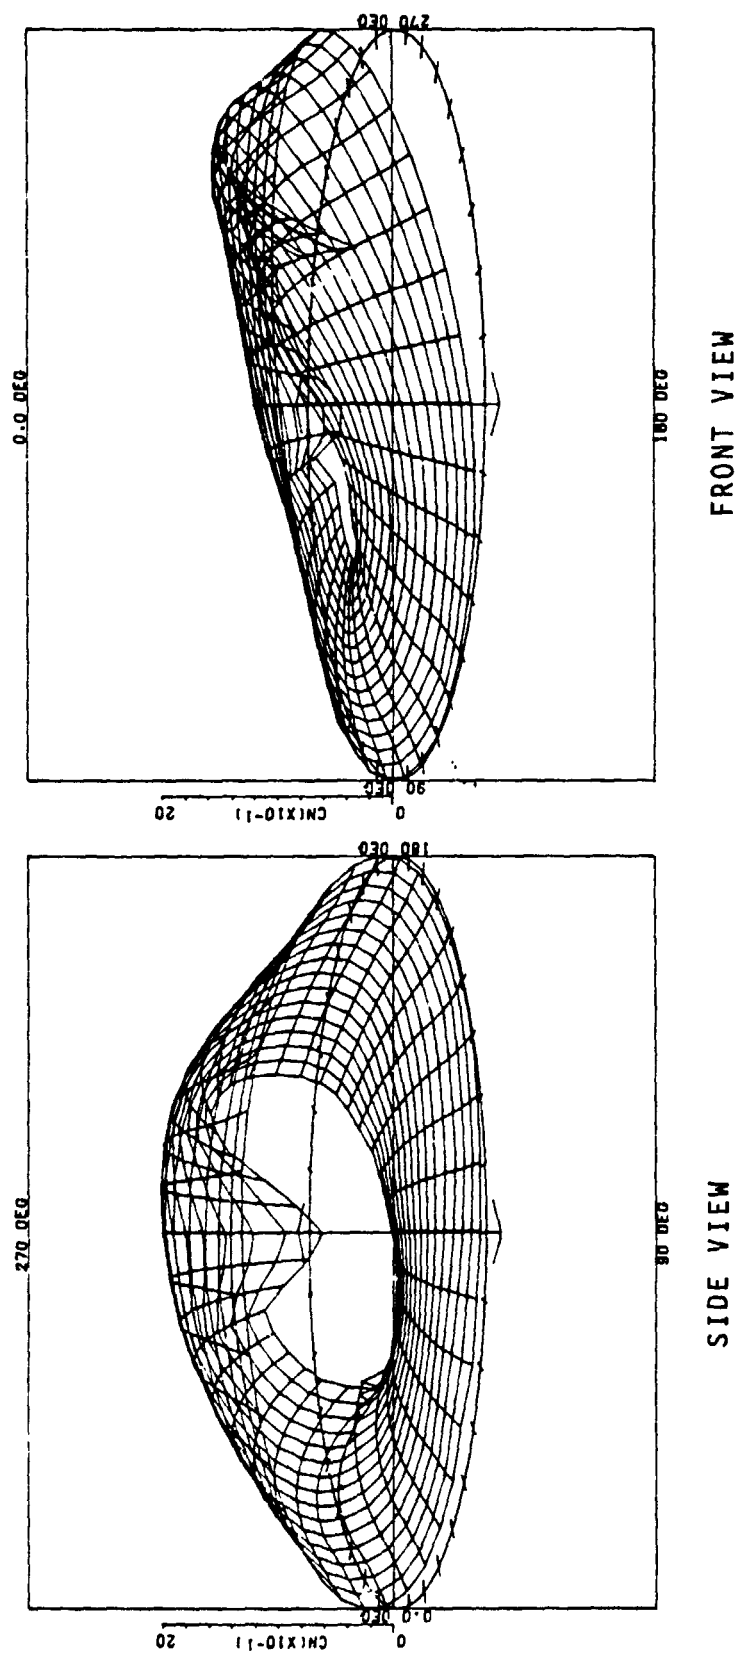 270 DEG
0.0 DEG
180 DEG
FRONT VIEW
90 DEG
20
CN(X10-1)
0
180 DEG
270 DEG
90 DEG
SIDE VIEW
0.0 DEG
20
CN(X10-1)
0